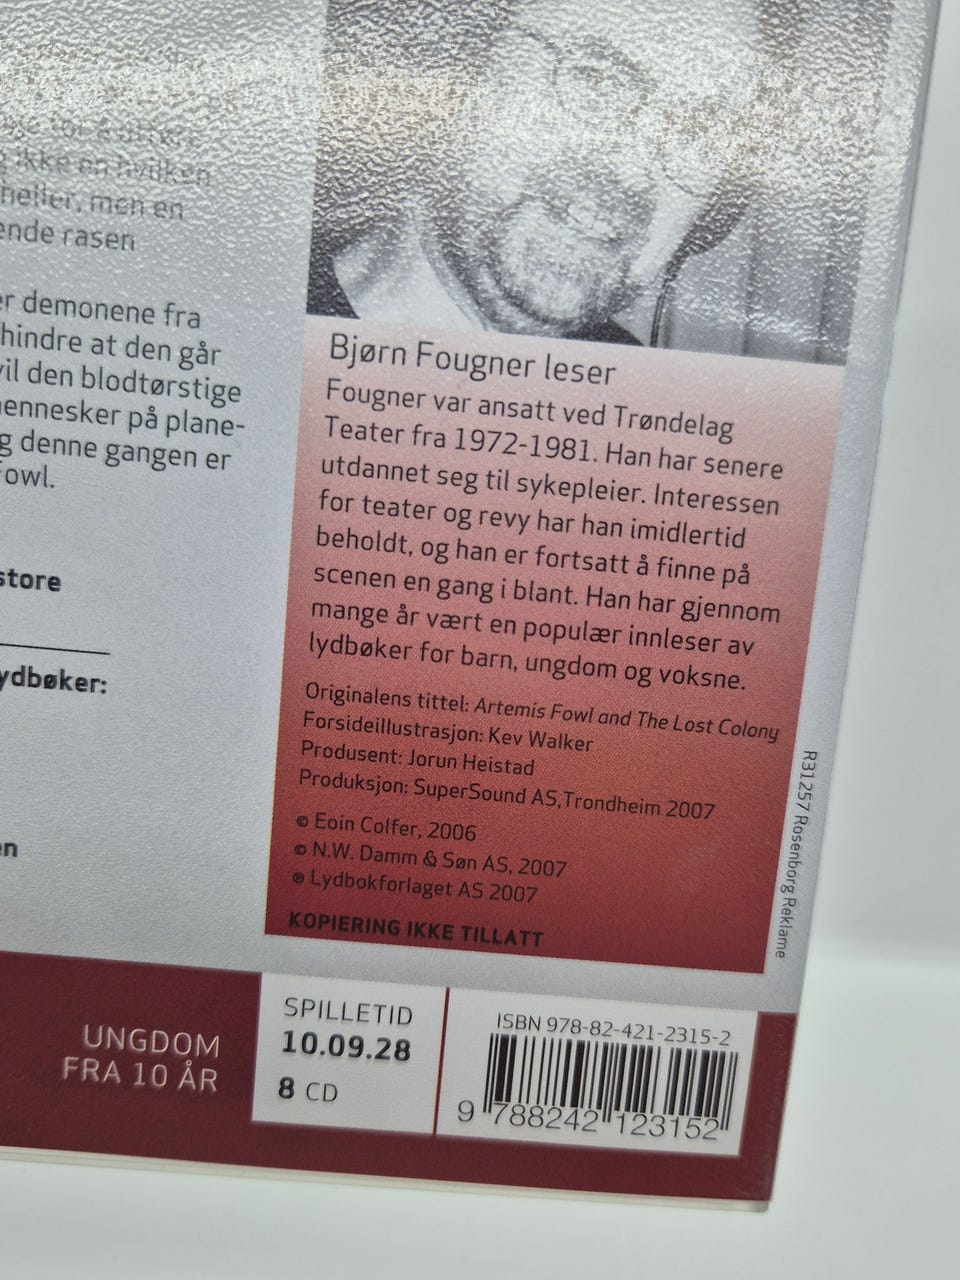 ikke en hvilken
heller, men en
ende rasen
er demonene fra
hindre at den går
vil den blodtørstige
ennesker på plane-
g denne gangen er
owl.
store
ydbøker:
en
Bjørn Fougner leser
Fougner var ansatt ved Trøndelag
Teater fra 1972-1981. Han har senere
utdannet seg til sykepleier. Interessen
for teater og revy har han imidlertid
beholdt, og han er fortsatt å finne på
scenen en gang i blant. Han har gjennom
mange år vært en populær innleser av
lydbøker for barn, ungdom og voksne.
Originalens tittel: Artemis Fowl and The Lost Colony
Forsideillustrasjon: Kev Walker
Produsent: Jorun Heistad
Produksjon: SuperSound AS,Trondheim 2007
© Eoin Colfer, 2006
© N.W. Damm & Søn AS, 2007
℗ Lydbokforlaget AS 2007
KOPIERING IKKE TILLATT
R31257 Rosenborg Reklame
UNGDOM
FRA 10 ÅR
SPILLETID
10.09.28
8 CD
ISBN 978-82-421-2315-2
9 788242 123152